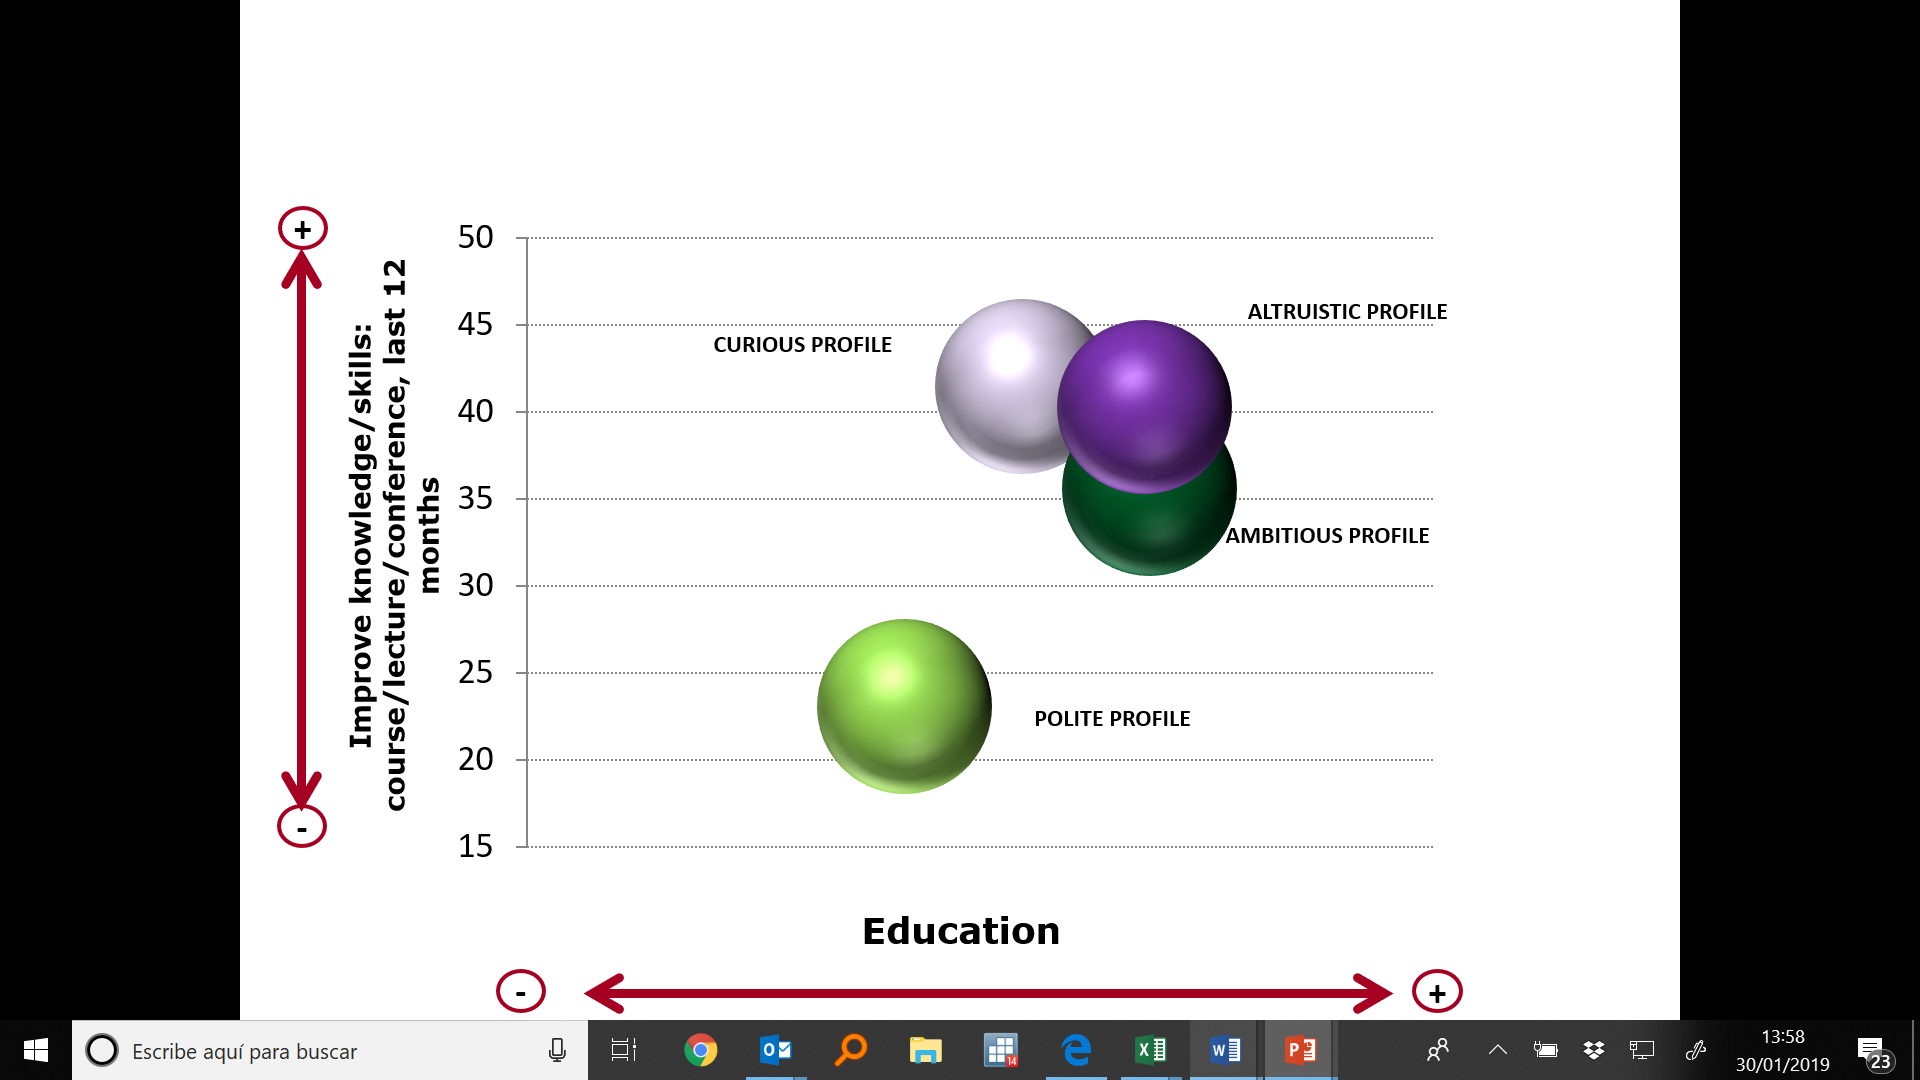 +
50
45
40
35
30
25
20
15
-
Improve knowledge/skills:
course/lecture/conference, last 12
months
CURIOUS PROFILE
ALTRUISTIC PROFILE
AMBITIOUS PROFILE
POLITE PROFILE
Education
-
+
Escribe aquí para buscar
O
14
X
W
P
13:58
30/01/2019
23